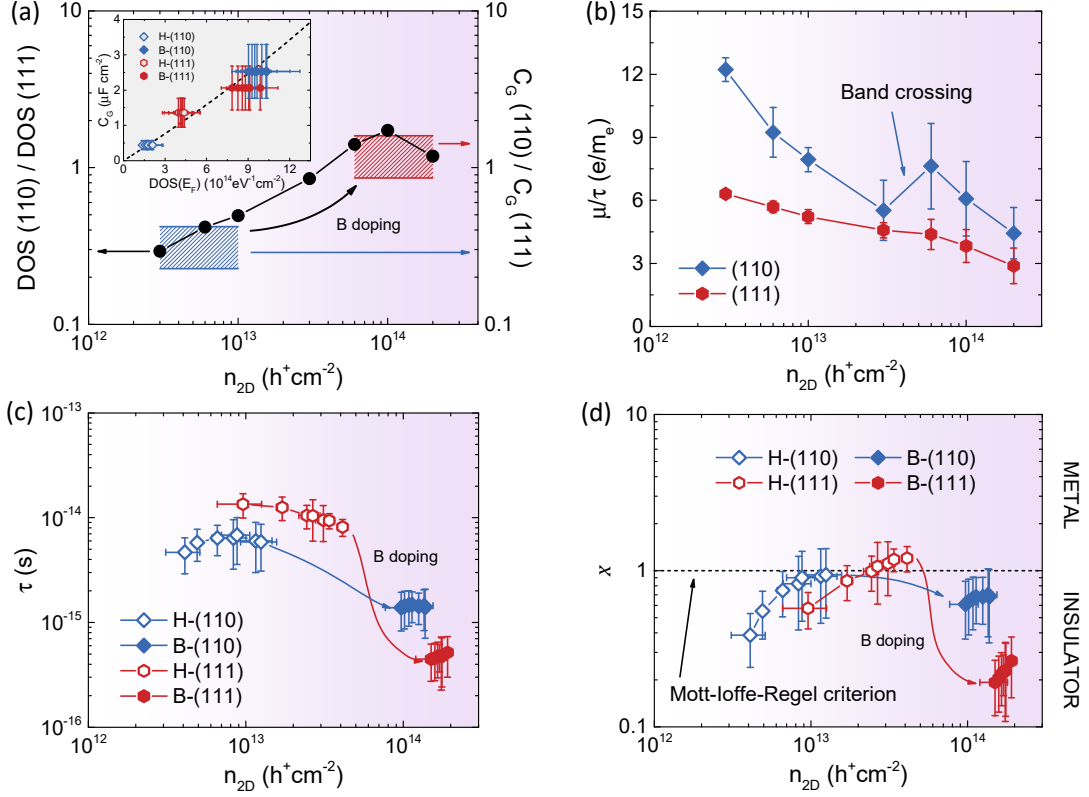 (a)
DOS (110) / DOS (111)
10
1
0.1
C_G (110) / C_G (111)
10
1
0.1
10^12
10^13
10^14
n_2D (h^+cm^-2)
B doping
C_G (μF cm^-2)
4
3
2
1
0
0
3
6
9
12
DOS(E_F) (10^14eV^-1cm^-2)
H-(110)
B-(110)
H-(111)
B-(111)
(b)
μ/τ (e/m_e)
15
12
9
6
3
0
Band crossing
(110)
(111)
10^12
10^13
10^14
n_2D (h^+cm^-2)
(c)
τ (s)
10^-13
10^-14
10^-15
10^-16
B doping
H-(110)
B-(110)
H-(111)
B-(111)
10^12
10^13
10^14
n_2D (h^+cm^-2)
(d)
x
10
1
0.1
H-(110)
B-(110)
H-(111)
B-(111)
B doping
Mott-Ioffe-Regel criterion
10^12
10^13
10^14
n_2D (h^+cm^-2)
METAL
INSULATOR